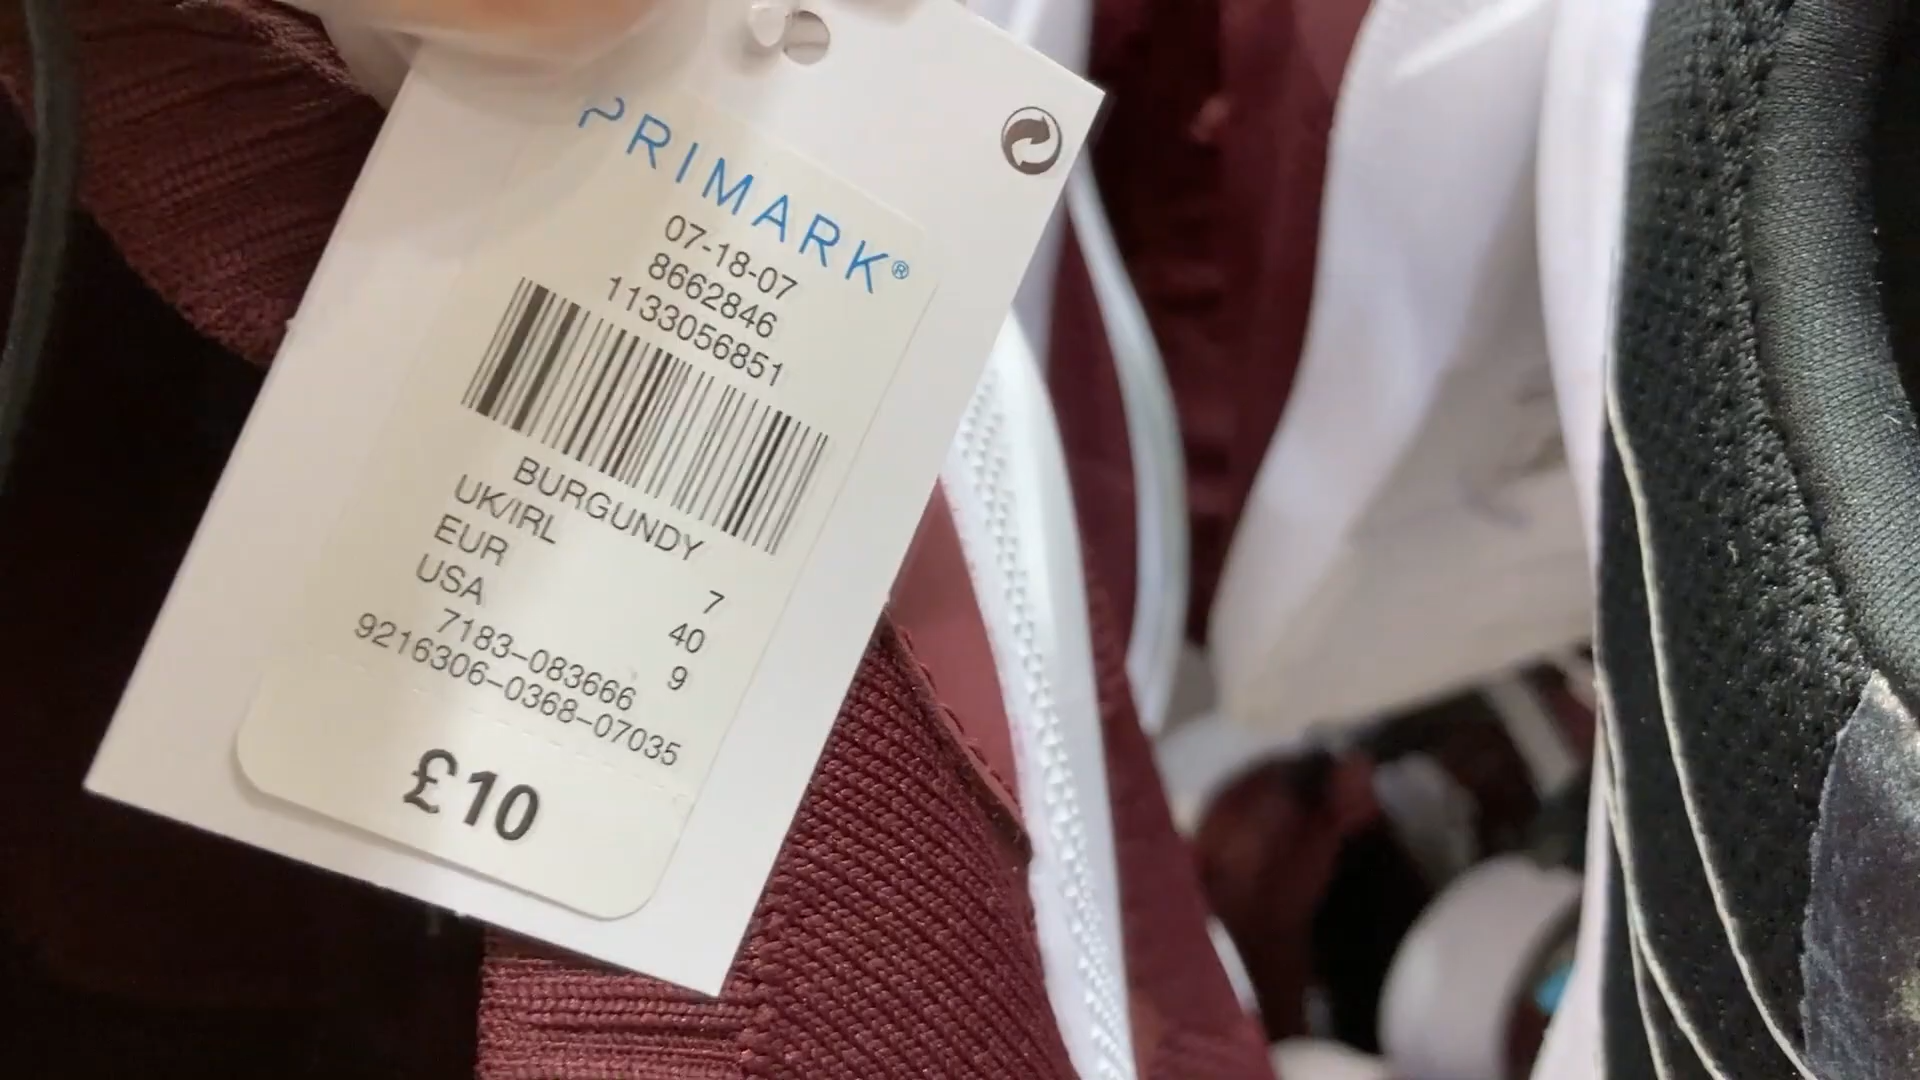 PRIMARK®
07-18-07
8662846
1133056851
BURGUNDY
UK/IRL 7
EUR 40
USA 9
7183-083666
9216306-0368-07035
£10